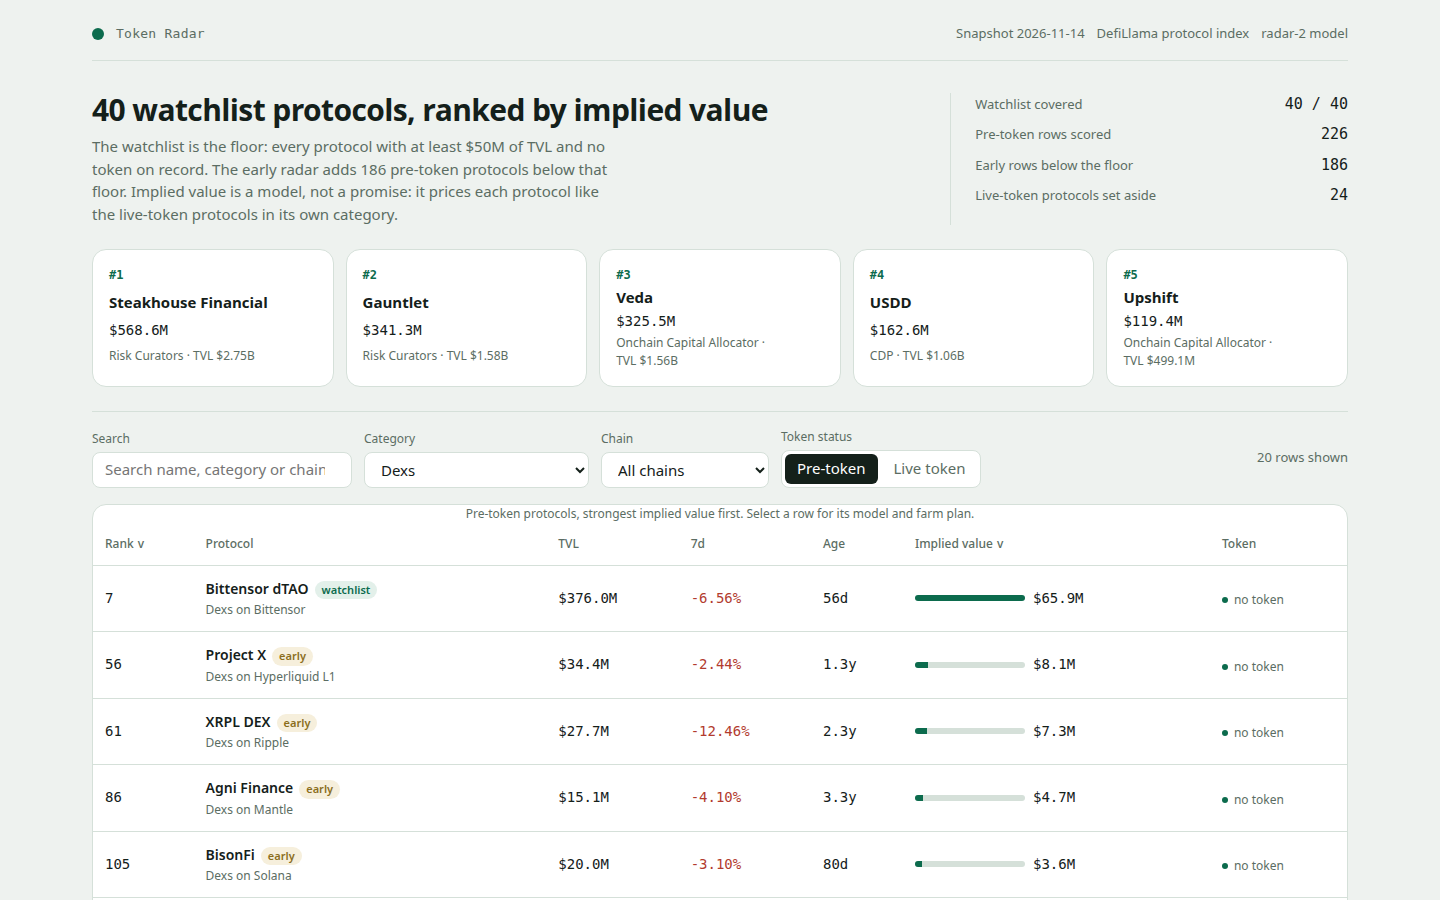 Token Radar
Snapshot 2026-11-14 DefiLlama protocol index radar-2 model
40 watchlist protocols, ranked by implied value
The watchlist is the floor: every protocol with at least $50M of TVL and no
token on record. The early radar adds 186 pre-token protocols below that
floor. Implied value is a model, not a promise: it prices each protocol like
the live-token protocols in its own category.
Watchlist covered 40 / 40
Pre-token rows scored 226
Early rows below the floor 186
Live-token protocols set aside 24
#1
Steakhouse Financial
$568.6M
Risk Curators · TVL $2.75B
#2
Gauntlet
$341.3M
Risk Curators · TVL $1.58B
#3
Veda
$325.5M
Onchain Capital Allocator ·
TVL $1.56B
#4
USDD
$162.6M
CDP · TVL $1.06B
#5
Upshift
$119.4M
Onchain Capital Allocator ·
TVL $499.1M
Search
Search name, category or chain
Category
Dexs
Chain
All chains
Token status
Pre-token Live token
20 rows shown
Pre-token protocols, strongest implied value first. Select a row for its model and farm plan.
Rank v Protocol TVL 7d Age Implied value v Token
7 Bittensor dTAO watchlist $376.0M -6.56% 56d $65.9M no token
Dexs on Bittensor
56 Project X early $34.4M -2.44% 1.3y $8.1M no token
Dexs on Hyperliquid L1
61 XRPL DEX early $27.7M -12.46% 2.3y $7.3M no token
Dexs on Ripple
86 Agni Finance early $15.1M -4.10% 3.3y $4.7M no token
Dexs on Mantle
105 BisonFi early $20.0M -3.10% 80d $3.6M no token
Dexs on Solana